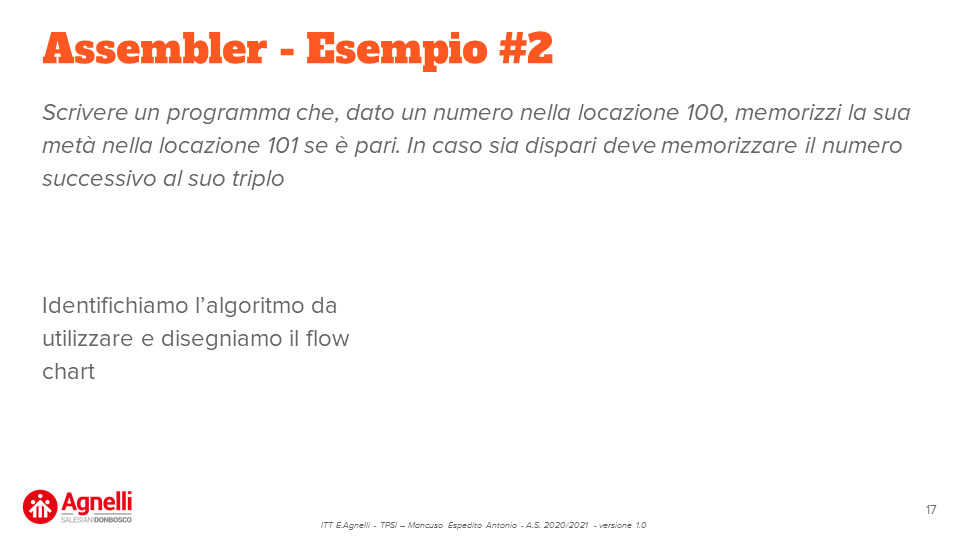 Assembler - Esempio #2
Scrivere un programma che, dato un numero nella locazione 100, memorizzi la sua
metà nella locazione 101 se è pari. In caso sia dispari deve memorizzare il numero
successivo al suo triplo
Identifichiamo l’algoritmo da
utilizzare e disegniamo il flow
chart
Agnelli
SALESIANIDONBOSCO
ITT E.Agnelli - TPSI – Mancuso Espedito Antonio - A.S. 2020/2021 - versione 1.0
17